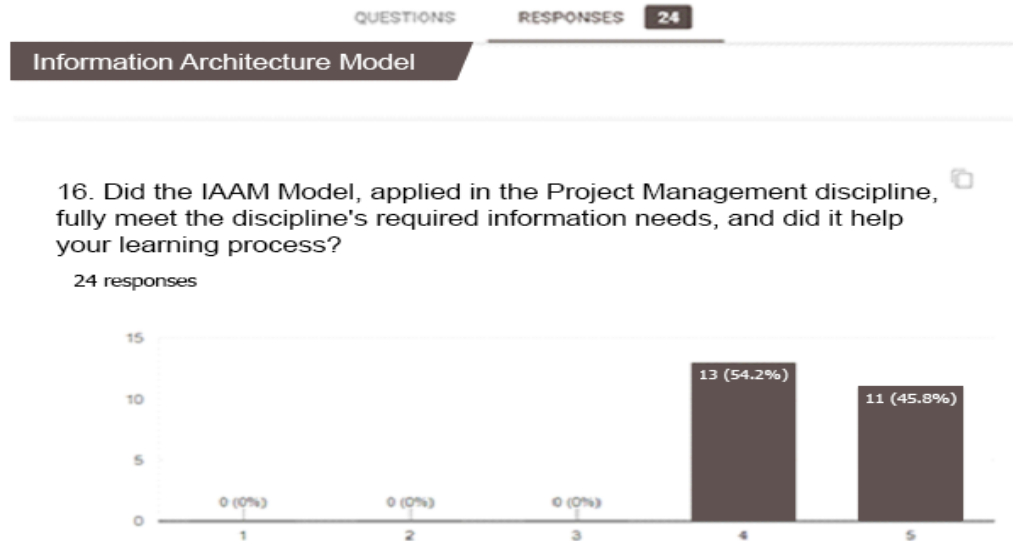 QUESTIONS RESPONSES 24
Information Architecture Model
16. Did the IAAM Model, applied in the Project Management discipline,
fully meet the discipline's required information needs, and did it help
your learning process?
24 responses
15
10
5
0
13 (54.2%)
11 (45.8%)
0 (0%) 0 (0%) 0 (0%)
1 2 3 4 5